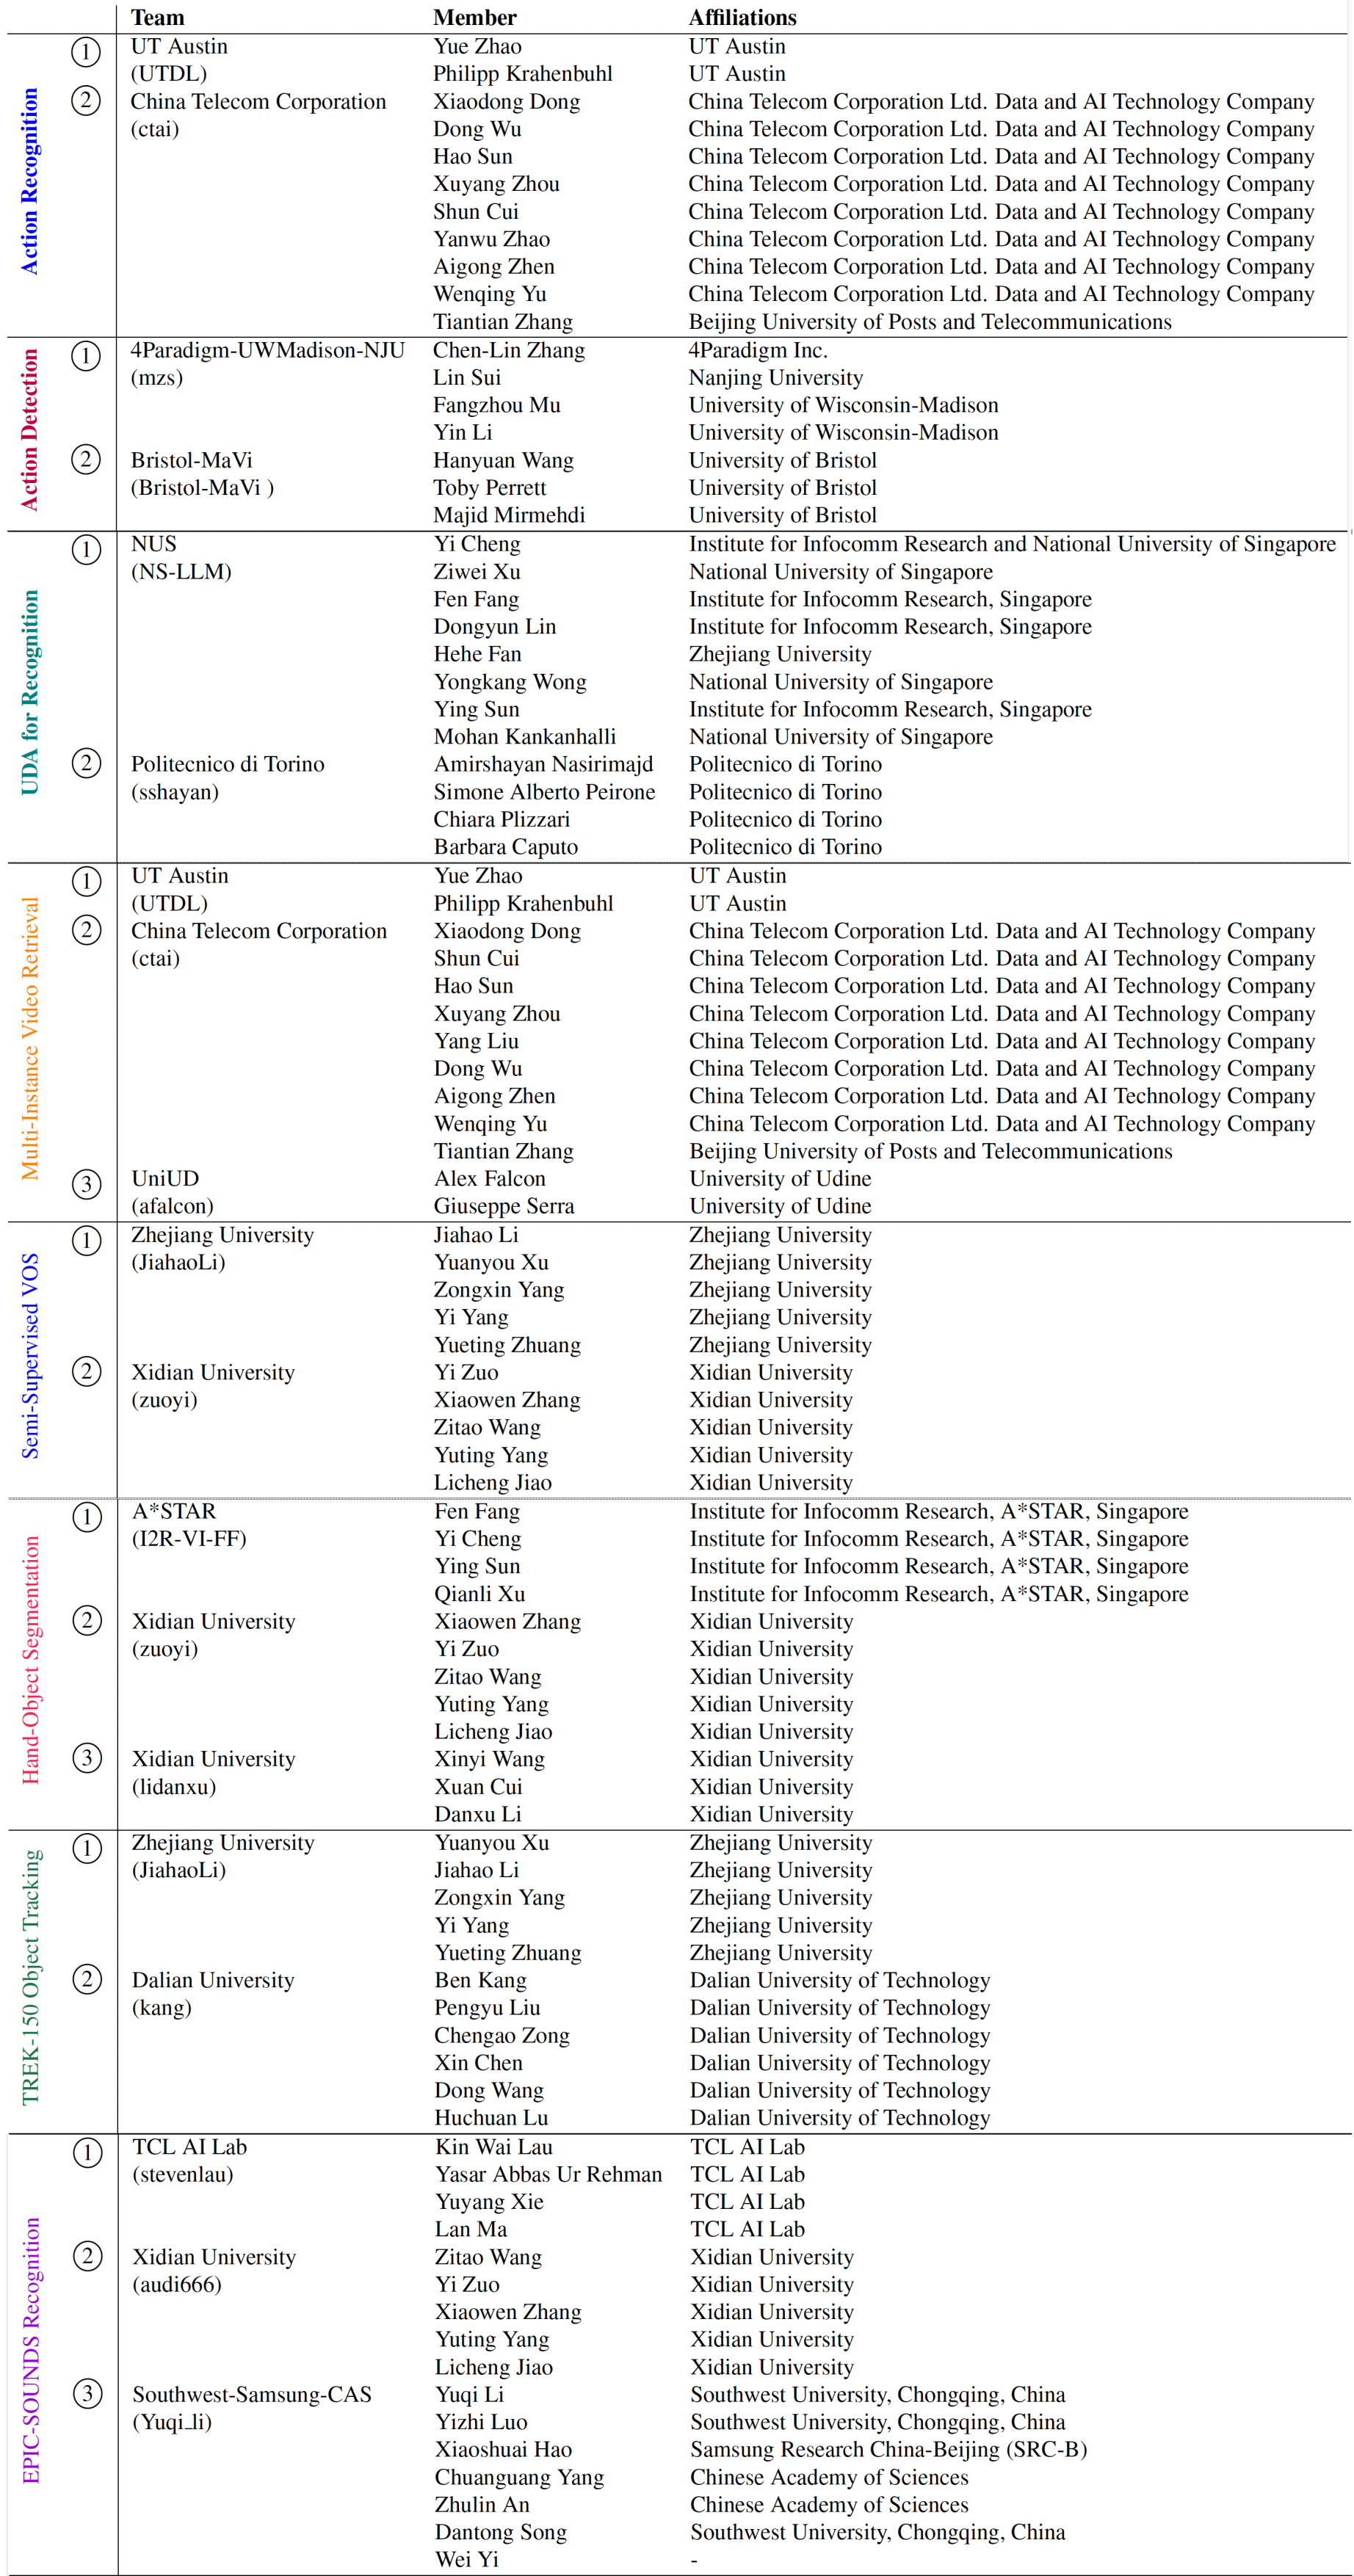 Team Member Affiliations
Action Recognition
1 UT Austin Yue Zhao UT Austin
(UTDL) Philipp Krahenbuhl UT Austin
2 China Telecom Corporation Xiaodong Dong China Telecom Corporation Ltd. Data and AI Technology Company
(ctai) Dong Wu China Telecom Corporation Ltd. Data and AI Technology Company
Hao Sun China Telecom Corporation Ltd. Data and AI Technology Company
Xuyang Zhou China Telecom Corporation Ltd. Data and AI Technology Company
Shun Cui China Telecom Corporation Ltd. Data and AI Technology Company
Yanwu Zhao China Telecom Corporation Ltd. Data and AI Technology Company
Aigong Zhen China Telecom Corporation Ltd. Data and AI Technology Company
Wenqing Yu China Telecom Corporation Ltd. Data and AI Technology Company
Tiantian Zhang Beijing University of Posts and Telecommunications
Action Detection
1 4Paradigm-UWMadison-NJU Chen-Lin Zhang 4Paradigm Inc.
(mzs) Lin Sui Nanjing University
Fangzhou Mu University of Wisconsin-Madison
Yin Li University of Wisconsin-Madison
2 Bristol-MaVi Hanyuan Wang University of Bristol
(Bristol-MaVi ) Toby Perrett University of Bristol
Majid Mirmehdi University of Bristol
UDA for Recognition
1 NUS Yi Cheng Institute for Infocomm Research and National University of Singapore
(NS-LLM) Ziwei Xu National University of Singapore
Fen Fang Institute for Infocomm Research, Singapore
Dongyun Lin Institute for Infocomm Research, Singapore
Hehe Fan Zhejiang University
Yongkang Wong National University of Singapore
Ying Sun Institute for Infocomm Research, Singapore
Mohan Kankanhalli National University of Singapore
2 Politecnico di Torino Amirshayan Nasirimajd Politecnico di Torino
(sshayan) Simone Alberto Peirone Politecnico di Torino
Chiara Plizzari Politecnico di Torino
Barbara Caputo Politecnico di Torino
Multi-Instance Video Retrieval
1 UT Austin Yue Zhao UT Austin
(UTDL) Philipp Krahenbuhl UT Austin
2 China Telecom Corporation Xiaodong Dong China Telecom Corporation Ltd. Data and AI Technology Company
(ctai) Shun Cui China Telecom Corporation Ltd. Data and AI Technology Company
Hao Sun China Telecom Corporation Ltd. Data and AI Technology Company
Xuyang Zhou China Telecom Corporation Ltd. Data and AI Technology Company
Yang Liu China Telecom Corporation Ltd. Data and AI Technology Company
Dong Wu China Telecom Corporation Ltd. Data and AI Technology Company
Aigong Zhen China Telecom Corporation Ltd. Data and AI Technology Company
Wenqing Yu China Telecom Corporation Ltd. Data and AI Technology Company
Tiantian Zhang Beijing University of Posts and Telecommunications
3 UniUD Alex Falcon University of Udine
(afalcon) Giuseppe Serra University of Udine
Semi-Supervised VOS
1 Zhejiang University Jiahao Li Zhejiang University
(JiahaoLi) Yuanyou Xu Zhejiang University
Zongxin Yang Zhejiang University
Yi Yang Zhejiang University
Yueting Zhuang Zhejiang University
2 Xidian University Yi Zuo Xidian University
(zuoyi) Xiaowen Zhang Xidian University
Zitao Wang Xidian University
Yuting Yang Xidian University
Licheng Jiao Xidian University
Hand-Object Segmentation
1 A*STAR Fen Fang Institute for Infocomm Research, A*STAR, Singapore
(I2R-VI-FF) Yi Cheng Institute for Infocomm Research, A*STAR, Singapore
Ying Sun Institute for Infocomm Research, A*STAR, Singapore
Qianli Xu Institute for Infocomm Research, A*STAR, Singapore
2 Xidian University Xiaowen Zhang Xidian University
(zuoyi) Yi Zuo Xidian University
Zitao Wang Xidian University
Yuting Yang Xidian University
Licheng Jiao Xidian University
3 Xidian University Xinyi Wang Xidian University
(lidanxu) Xuan Cui Xidian University
Danxu Li Xidian University
TREK-150 Object Tracking
1 Zhejiang University Yuanyou Xu Zhejiang University
(JiahaoLi) Jiahao Li Zhejiang University
Zongxin Yang Zhejiang University
Yi Yang Zhejiang University
Yueting Zhuang Zhejiang University
2 Dalian University Ben Kang Dalian University of Technology
(kang) Pengyu Liu Dalian University of Technology
Chengao Zong Dalian University of Technology
Xin Chen Dalian University of Technology
Dong Wang Dalian University of Technology
Huchuan Lu Dalian University of Technology
EPIC-SOUNDS Recognition
1 TCL AI Lab Kin Wai Lau TCL AI Lab
(stevenlau) Yasar Abbas Ur Rehman TCL AI Lab
Yuyang Xie TCL AI Lab
Lan Ma TCL AI Lab
2 Xidian University Zitao Wang Xidian University
(audi666) Yi Zuo Xidian University
Xiaowen Zhang Xidian University
Yuting Yang Xidian University
Licheng Jiao Xidian University
3 Southwest-Samsung-CAS Yuqi Li Southwest University, Chongqing, China
(Yuqi_li) Yizhi Luo Southwest University, Chongqing, China
Xiaoshuai Hao Samsung Research China-Beijing (SRC-B)
Chuanguang Yang Chinese Academy of Sciences
Zhulin An Chinese Academy of Sciences
Dantong Song Southwest University, Chongqing, China
Wei Yi -